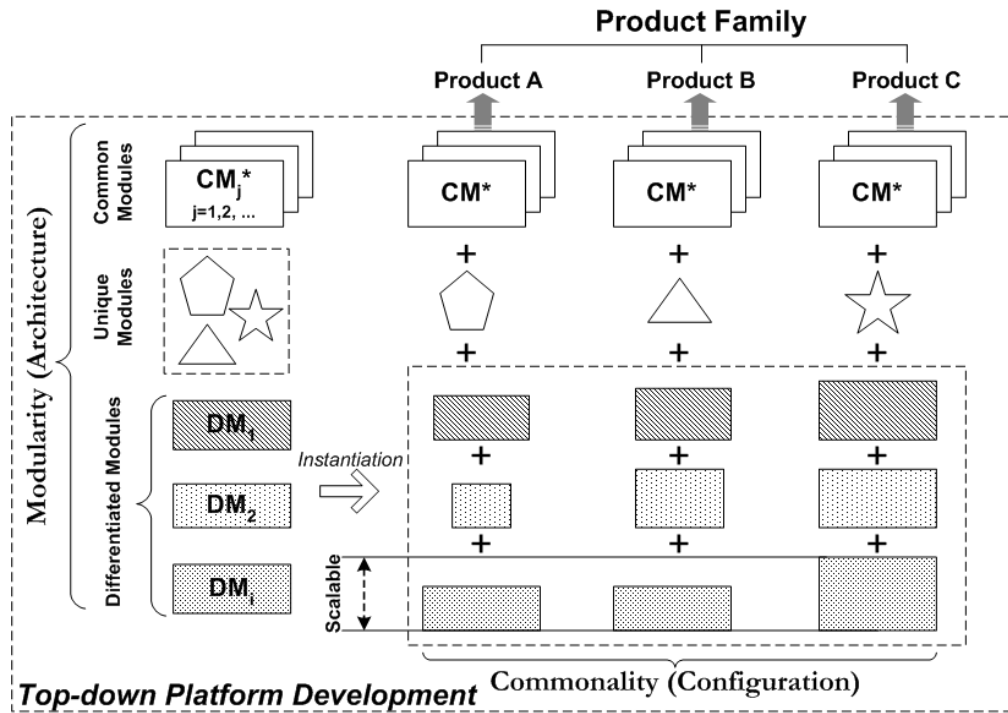 Product Family
Product A
Product B
Product C
Modularity (Architecture)
Common
Modules
CMj*
j=1,2, ...
CM*
CM*
CM*
+
+
+
Unique
Modules
+
+
+
Differentiated Modules
DM1
Instantiation
+
+
+
DM2
+
+
+
DMi
Scalable
Commonality (Configuration)
Top-down Platform Development